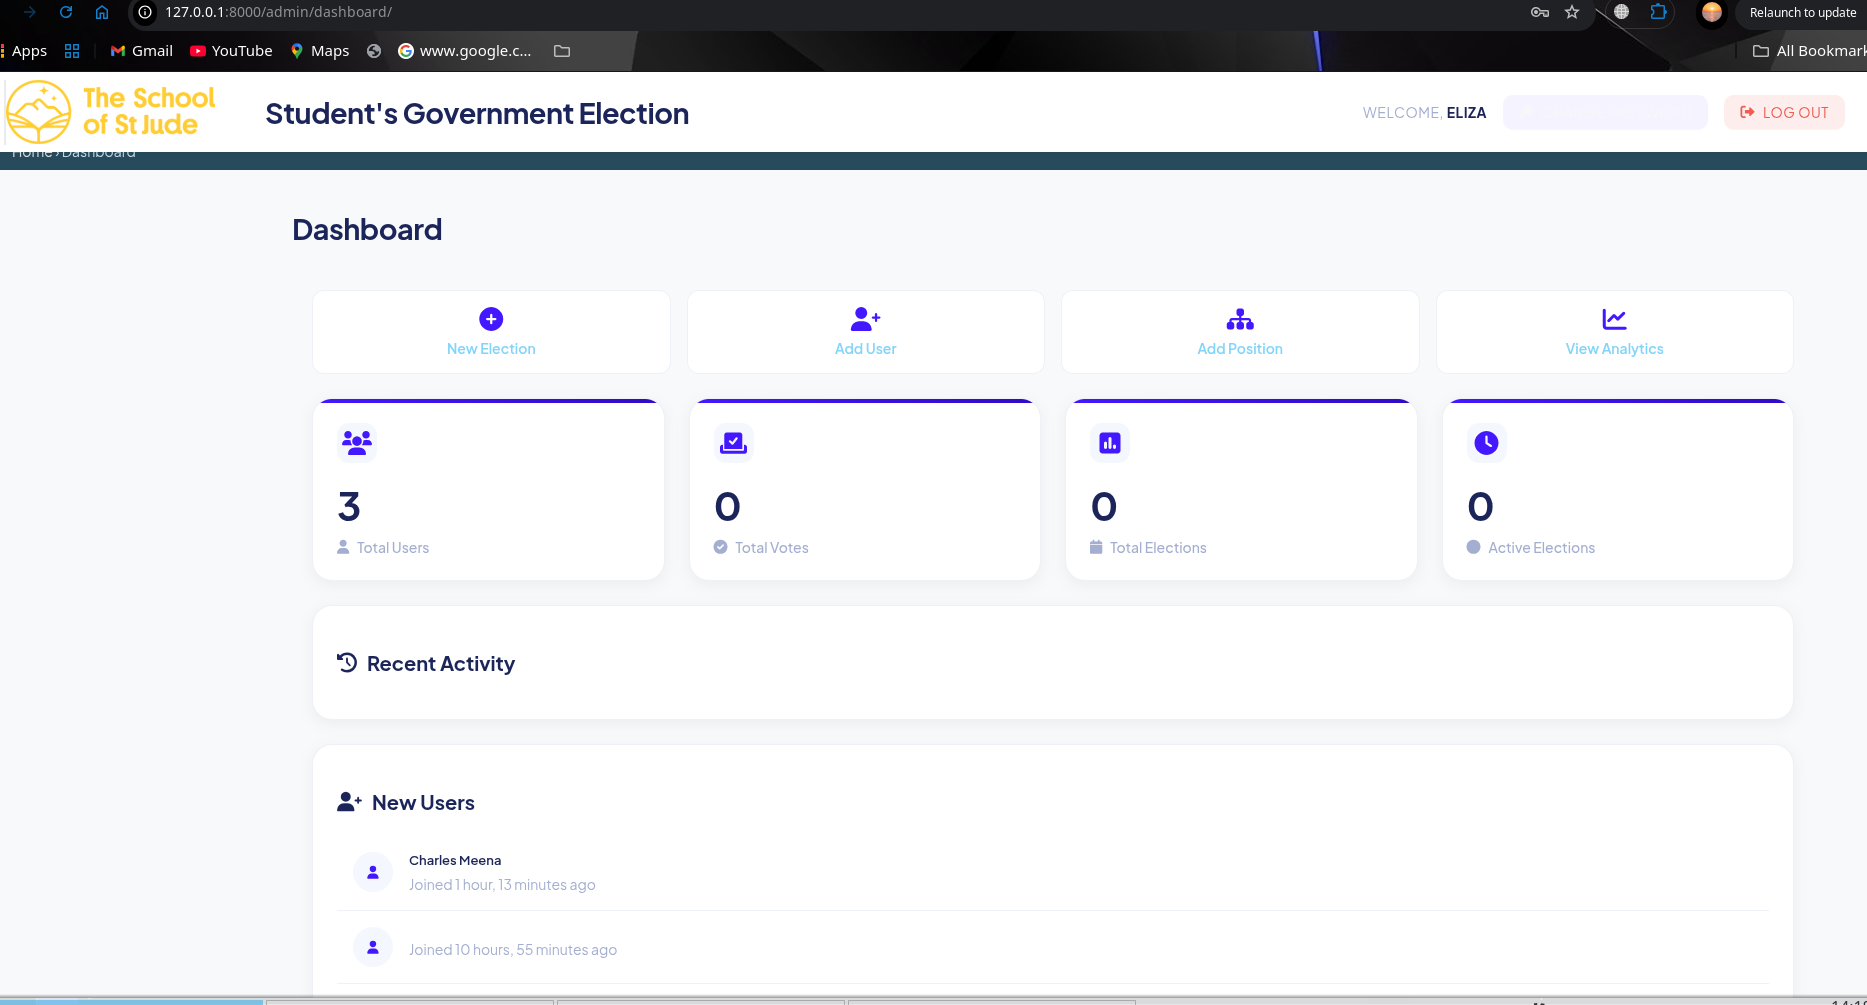 127.0.0.1:8000/admin/dashboard/
Relaunch to update
Apps
Gmail
YouTube
Maps
www.google.c...
All Bookmark
The School
of St Jude
Student's Government Election
WELCOME, ELIZA
LOG OUT
Home › Dashboard
Dashboard
New Election
Add User
Add Position
View Analytics
3
Total Users
0
Total Votes
0
Total Elections
0
Active Elections
Recent Activity
New Users
Charles Meena
Joined 1 hour, 13 minutes ago
Joined 10 hours, 55 minutes ago